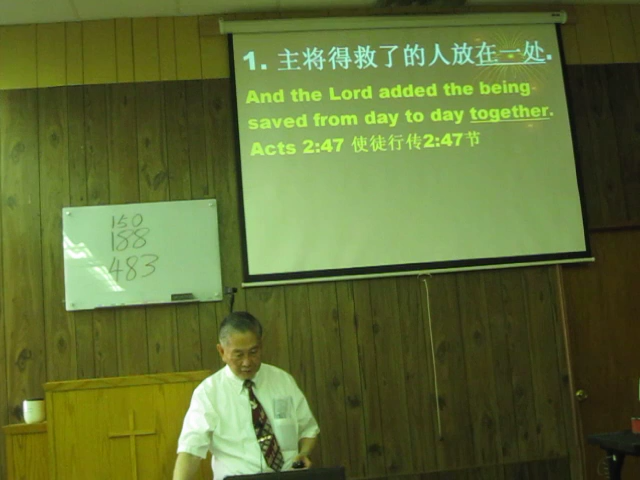 1. 主将得救了的人放在一处.
And the Lord added the being
saved from day to day together.
Acts 2:47 使徒行传2:47节
150
188
483